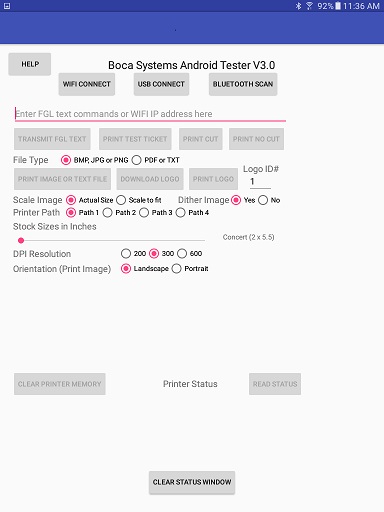 92% 11:36 AM
HELP
Boca Systems Android Tester V3.0
WIFI CONNECT USB CONNECT BLUETOOTH SCAN
Enter FGL text commands or WIFI IP address here
TRANSMIT FGL TEXT PRINT TEST TICKET PRINT CUT PRINT NO CUT
File Type BMP, JPG or PNG PDF or TXT
Logo ID#
PRINT IMAGE OR TEXT FILE DOWNLOAD LOGO PRINT LOGO 1
Scale Image Actual Size Scale to fit Dither Image Yes No
Printer Path Path 1 Path 2 Path 3 Path 4
Stock Sizes in Inches
Concert (2 x 5.5)
DPI Resolution 200 300 600
Orientation (Print Image) Landscape Portrait
CLEAR PRINTER MEMORY Printer Status READ STATUS
CLEAR STATUS WINDOW